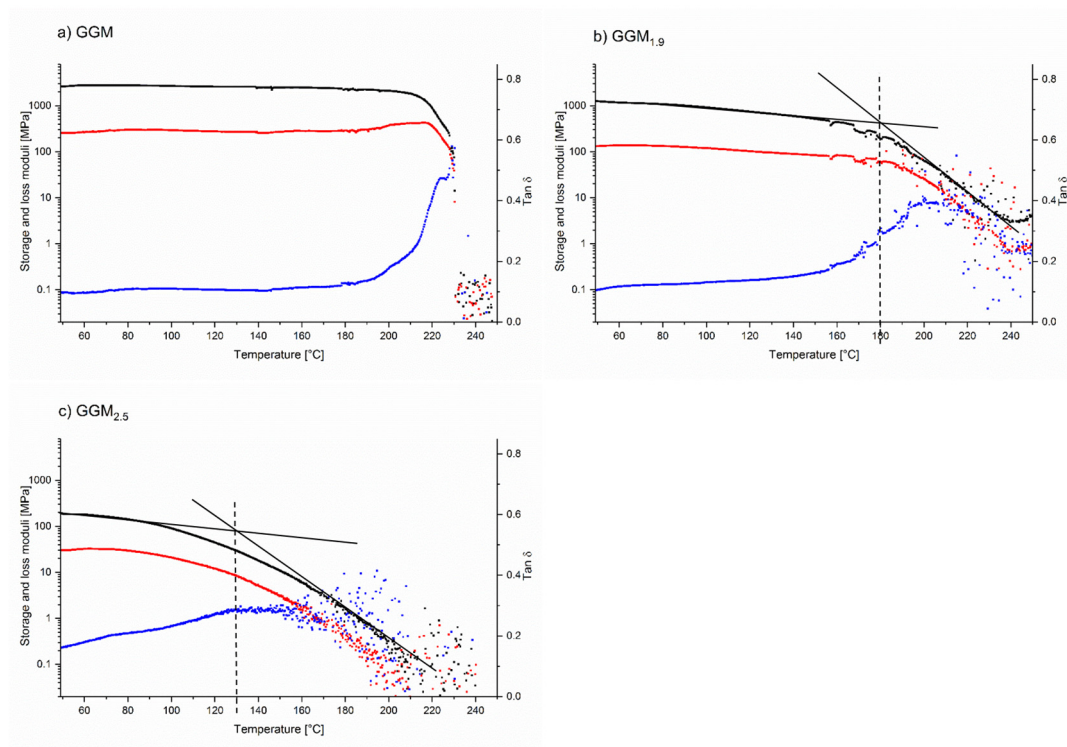 a) GGM
1000
100
10
1
0.1
0.8
0.6
0.4
0.2
0.0
60 80 100 120 140 160 180 200 220 240
Storage and loss moduli [MPa]
Tan δ
Temperature [°C]
b) GGM1.9
1000
100
10
1
0.1
0.8
0.6
0.4
0.2
0.0
60 80 100 120 140 160 180 200 220 240
Storage and loss moduli [MPa]
Tan δ
Temperature [°C]
c) GGM2.5
1000
100
10
1
0.1
0.8
0.6
0.4
0.2
0.0
60 80 100 120 140 160 180 200 220 240
Storage and loss moduli [MPa]
Tan δ
Temperature [°C]